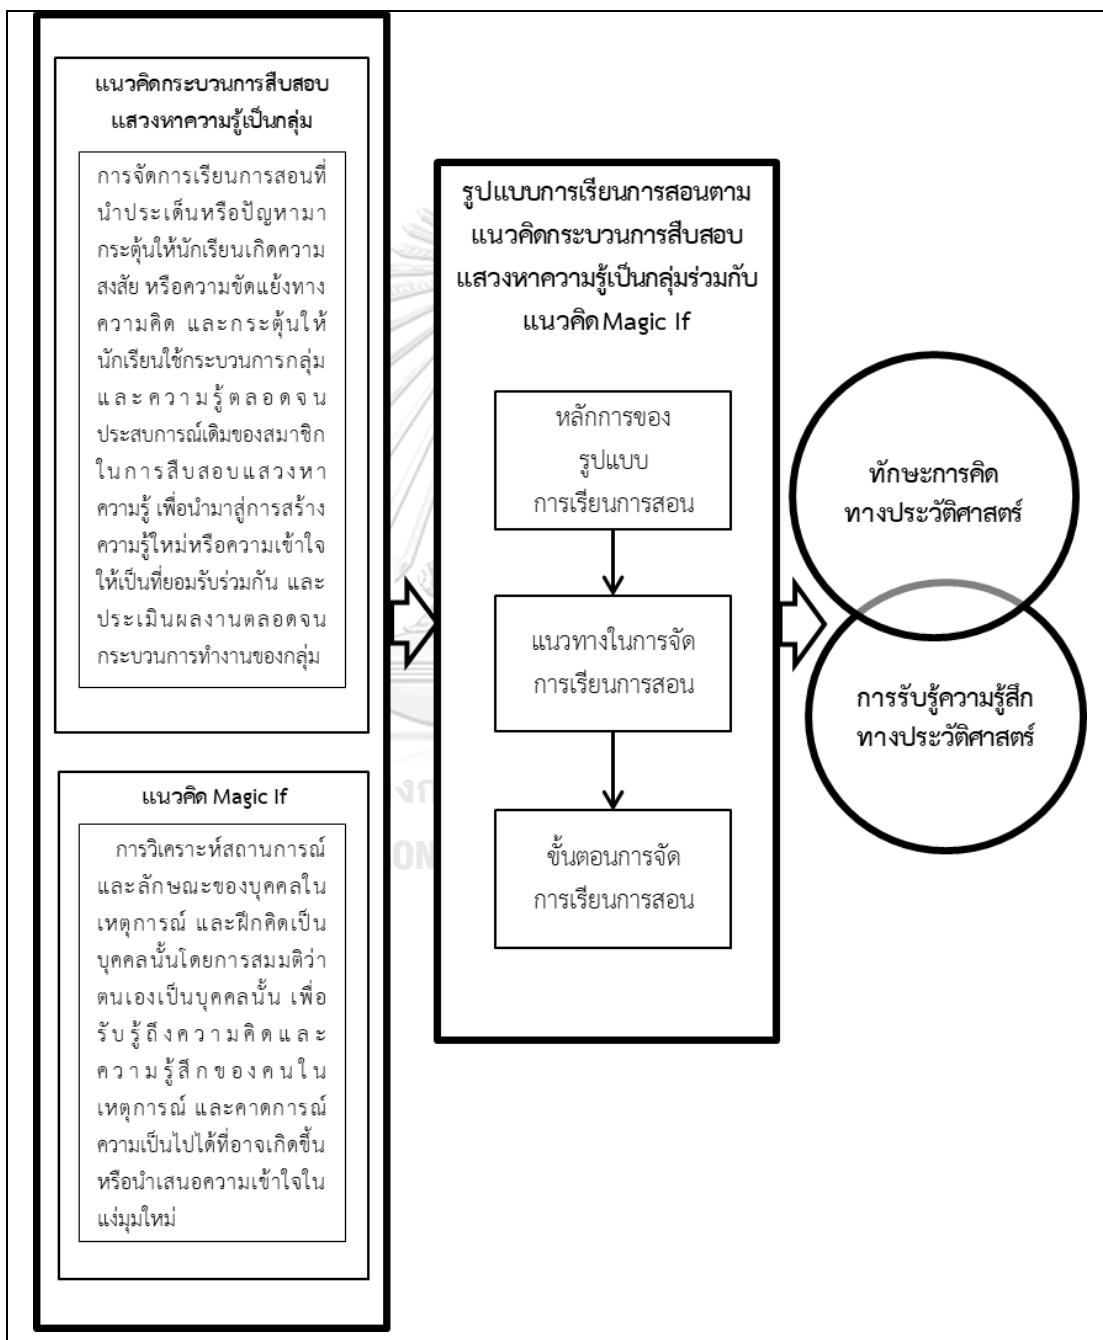 แนวคิดกระบวนการสืบสอบ
แสวงหาความรู้เป็นกลุ่ม
การจัดการเรียนการสอนที่
นำประเด็นหรือปัญหามา
กระตุ้นให้นักเรียนเกิดความ
สงสัย หรือความขัดแย้งทาง
ความคิด และกระตุ้นให้
นักเรียนใช้กระบวนการกลุ่ม
และความรู้ตลอดจน
ประสบการณ์เดิมของสมาชิก
ในการสืบสอบแสวงหา
ความรู้ เพื่อนำมาสู่การสร้าง
ความรู้ใหม่หรือความเข้าใจ
ให้เป็นที่ยอมรับร่วมกัน และ
ประเมินผลงานตลอดจน
กระบวนการทำงานของกลุ่ม
แนวคิด Magic If
การวิเคราะห์สถานการณ์
และลักษณะของบุคคลใน
เหตุการณ์ และฝึกคิดเป็น
บุคคลนั้นโดยการสมมติว่า
ตนเองเป็นบุคคลนั้น เพื่อ
รับรู้ถึงความคิดและ
ความรู้สึกของคนใน
เหตุการณ์ และคาดการณ์
ความเป็นไปได้ที่อาจเกิดขึ้น
หรือนำเสนอความเข้าใจใน
แง่มุมใหม่
รูปแบบการเรียนการสอนตาม
แนวคิดกระบวนการสืบสอบ
แสวงหาความรู้เป็นกลุ่มร่วมกับ
แนวคิด Magic If
หลักการของ
รูปแบบ
การเรียนการสอน
แนวทางในการจัด
การเรียนการสอน
ขั้นตอนการจัด
การเรียนการสอน
ทักษะการคิด
ทางประวัติศาสตร์
การรับรู้ความรู้สึก
ทางประวัติศาสตร์